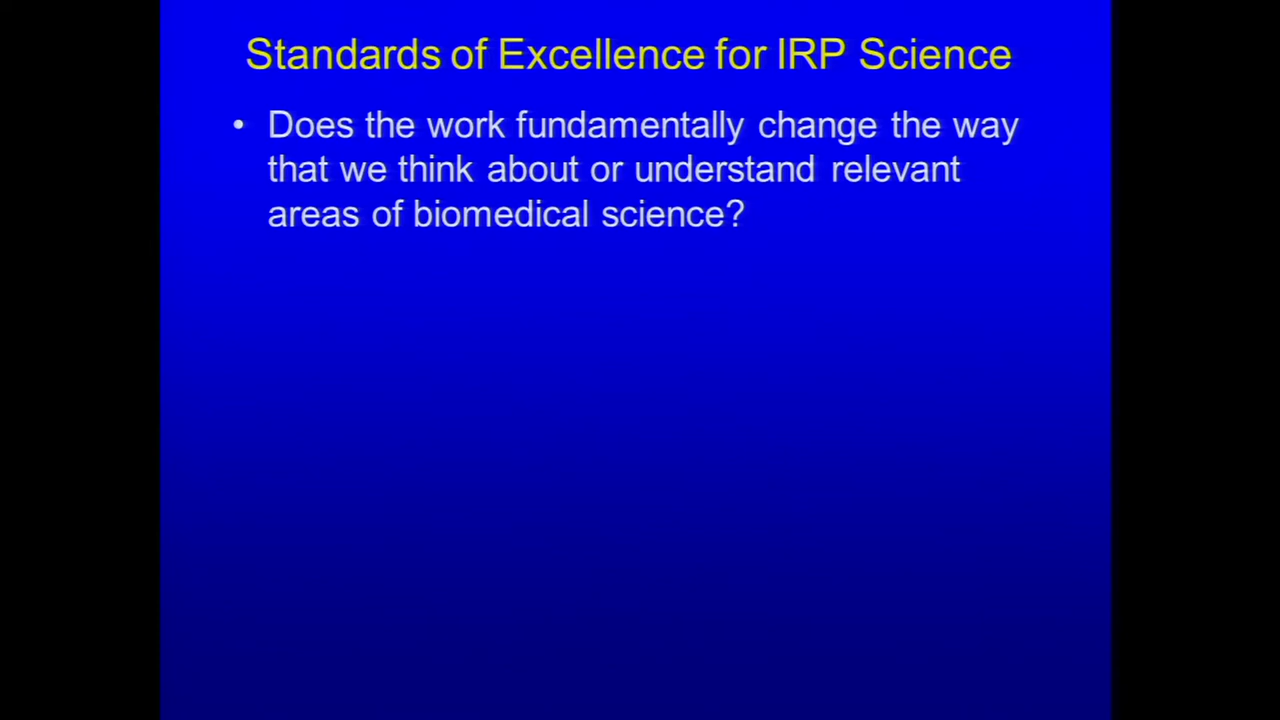 Standards of Excellence for IRP Science
• Does the work fundamentally change the way
that we think about or understand relevant
areas of biomedical science?